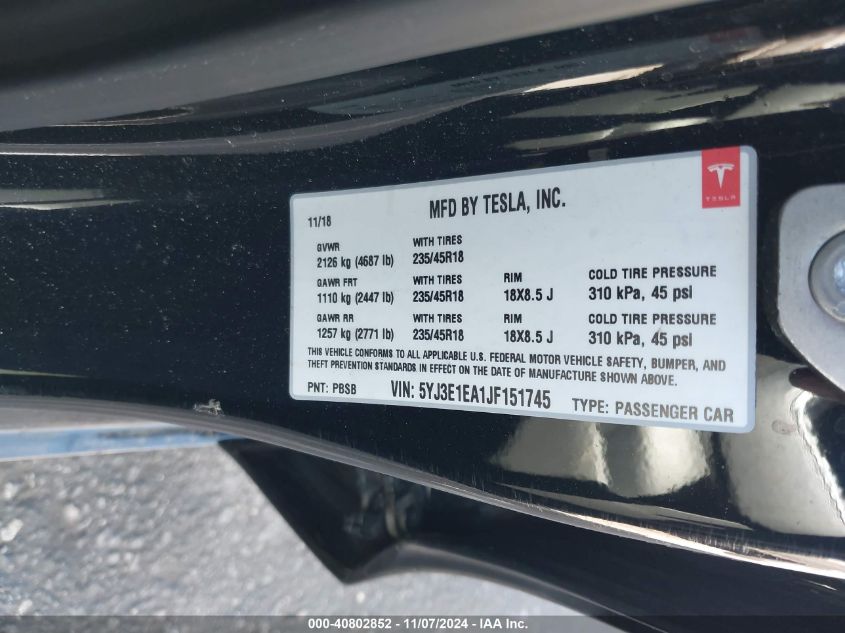 MFD BY TESLA, INC.
TESLA
11/18
GVWR WITH TIRES
2126 kg (4687 lb) 235/45R18
GAWR FRT WITH TIRES RIM COLD TIRE PRESSURE
1110 kg (2447 lb) 235/45R18 18X8.5 J 310 kPa, 45 psi
GAWR RR WITH TIRES RIM COLD TIRE PRESSURE
1257 kg (2771 lb) 235/45R18 18X8.5 J 310 kPa, 45 psi
THIS VEHICLE CONFORMS TO ALL APPLICABLE U.S. FEDERAL MOTOR VEHICLE SAFETY, BUMPER, AND
THEFT PREVENTION STANDARDS IN EFFECT ON THE DATE OF MANUFACTURE SHOWN ABOVE.
PNT: PBSB VIN: 5YJ3E1EA1JF151745 TYPE: PASSENGER CAR
000-40802852 - 11/07/2024 - IAA Inc.